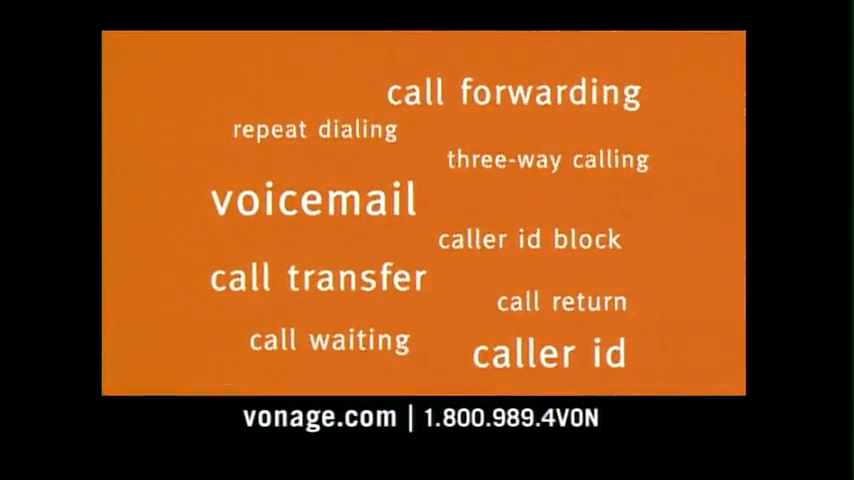 call forwarding
repeat dialing
three-way calling
voicemail
caller id block
call transfer
call return
call waiting
caller id
vonage.com | 1.800.989.4VON